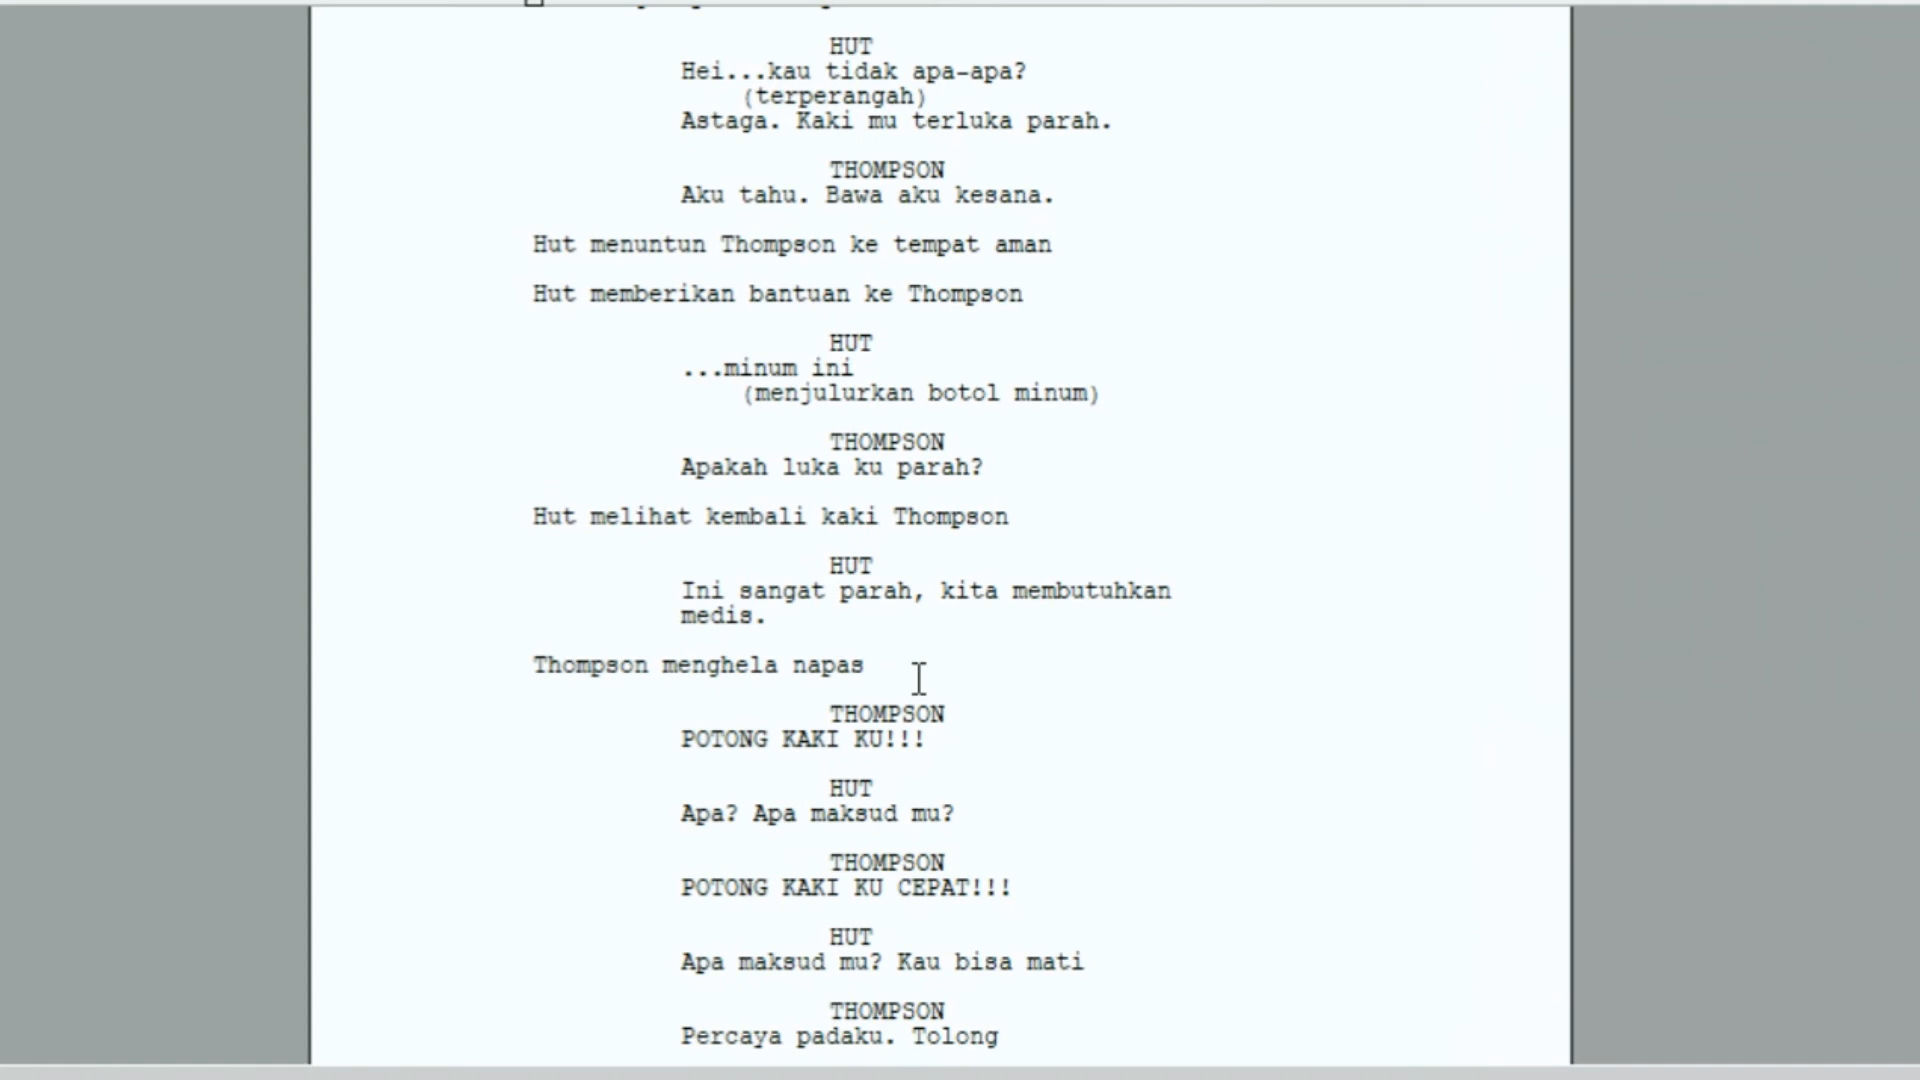 HUT
Hei...kau tidak apa-apa?
(terperangah)
Astaga. Kaki mu terluka parah.
THOMPSON
Aku tahu. Bawa aku kesana.
Hut menuntun Thompson ke tempat aman
Hut memberikan bantuan ke Thompson
HUT
...minum ini
(menjulurkan botol minum)
THOMPSON
Apakah luka ku parah?
Hut melihat kembali kaki Thompson
HUT
Ini sangat parah, kita membutuhkan
medis.
Thompson menghela napas
THOMPSON
POTONG KAKI KU!!!
HUT
Apa? Apa maksud mu?
THOMPSON
POTONG KAKI KU CEPAT!!!
HUT
Apa maksud mu? Kau bisa mati
THOMPSON
Percaya padaku. Tolong